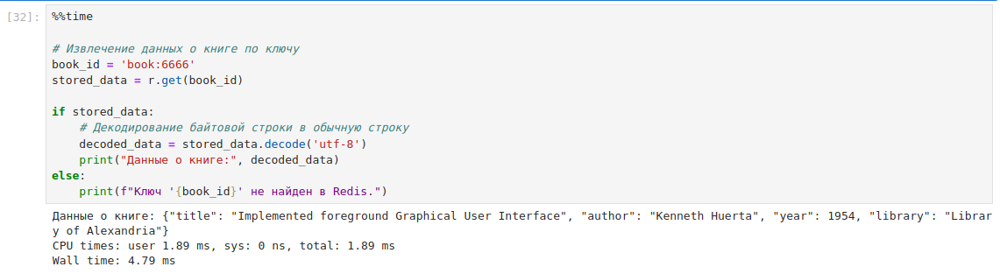 [32]:
%%time
# Извлечение данных о книге по ключу
book_id = 'book:6666'
stored_data = r.get(book_id)
if stored_data:
    # Декодирование байтовой строки в обычную строку
    decoded_data = stored_data.decode('utf-8')
    print("Данные о книге:", decoded_data)
else:
    print(f"Ключ '{book_id}' не найден в Redis.")
Данные о книге: {"title": "Implemented foreground Graphical User Interface", "author": "Kenneth Huerta", "year": 1954, "library": "Librar
y of Alexandria"}
CPU times: user 1.89 ms, sys: 0 ns, total: 1.89 ms
Wall time: 4.79 ms